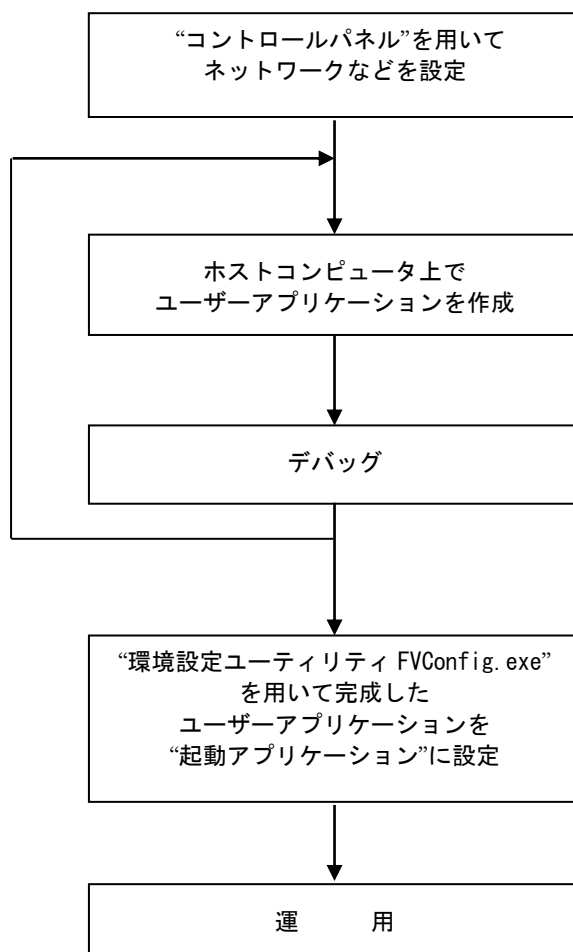 “コントロールパネル”を用いて
ネットワークなどを設定
ホストコンピュータ上で
ユーザーアプリケーションを作成
デバッグ
“環境設定ユーティリティ FVConfig.exe”
を用いて完成した
ユーザーアプリケーションを
“起動アプリケーション”に設定
運　　用